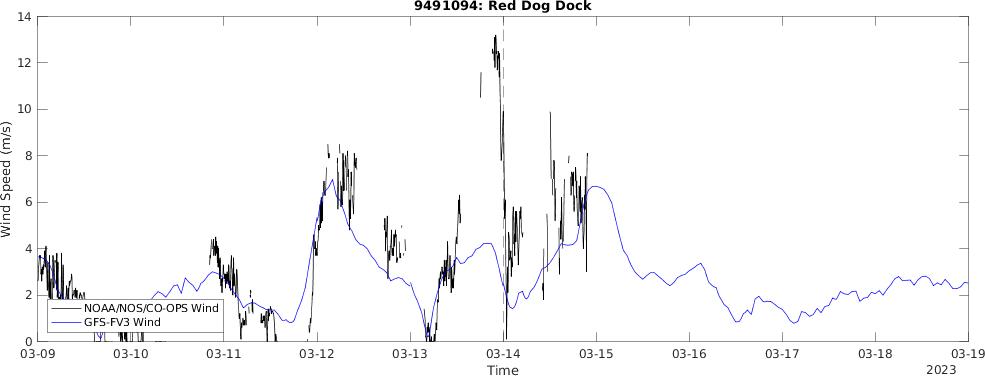 9491094: Red Dog Dock
Wind Speed (m/s)
14
12
10
8
6
4
2
0
NOAA/NOS/CO-OPS Wind
GFS-FV3 Wind
03-09 03-10 03-11 03-12 03-13 03-14 03-15 03-16 03-17 03-18 03-19
Time
2023